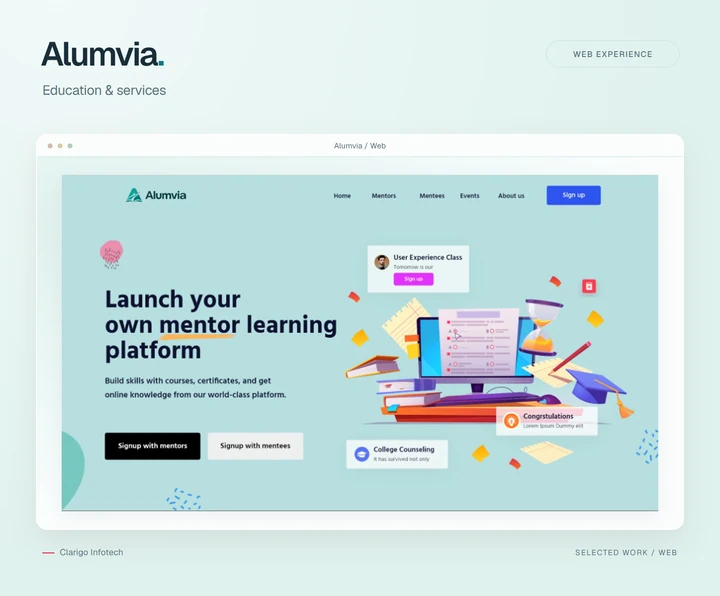 Alumvia.
WEB EXPERIENCE
Education & services
Alumvia / Web
Alumvia
Home
Mentors
Mentees
Events
About us
Sign up
User Experience Class
Tomorrow is our
Sign up
Launch your
own mentor learning
platform
Build skills with courses, certificates, and get
online knowledge from our world-class platform.
Signup with mentors
Signup with mentees
Congrstulations
Lorem Ipsum Dummy elit
College Counseling
It has survived not only
Clarigo Infotech
SELECTED WORK / WEB